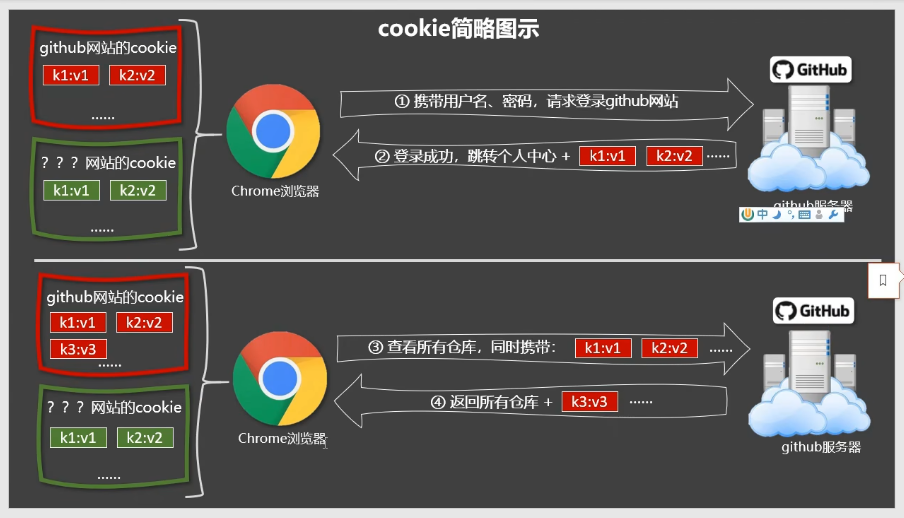 cookie简略图示
github网站的cookie
k1:v1 k2:v2
......
？？？网站的cookie
k1:v1 k2:v2
......
Chrome浏览器
① 携带用户名、密码，请求登录github网站
② 登录成功，跳转个人中心 + k1:v1 k2:v2 ......
GitHub
github服务器
中
github网站的cookie
k1:v1 k2:v2
k3:v3
......
？？？网站的cookie
k1:v1 k2:v2
......
Chrome浏览器
③ 查看所有仓库，同时携带： k1:v1 k2:v2 ......
④ 返回所有仓库 + k3:v3 ......
GitHub
github服务器